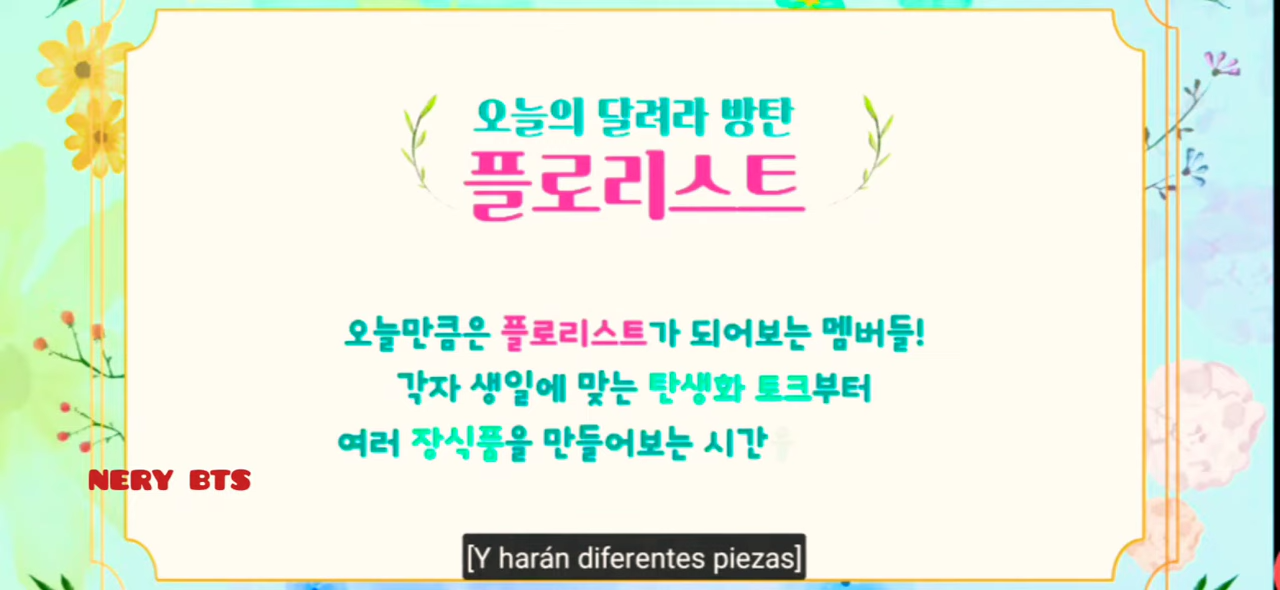 오늘의 달려라 방탄
플로리스트
오늘만큼은 플로리스트가 되어보는 멤버들!
각자 생일에 맞는 탄생화 토크부터
여러 장식품을 만들어보는 시간
NERY BTS
[Y harán diferentes piezas]